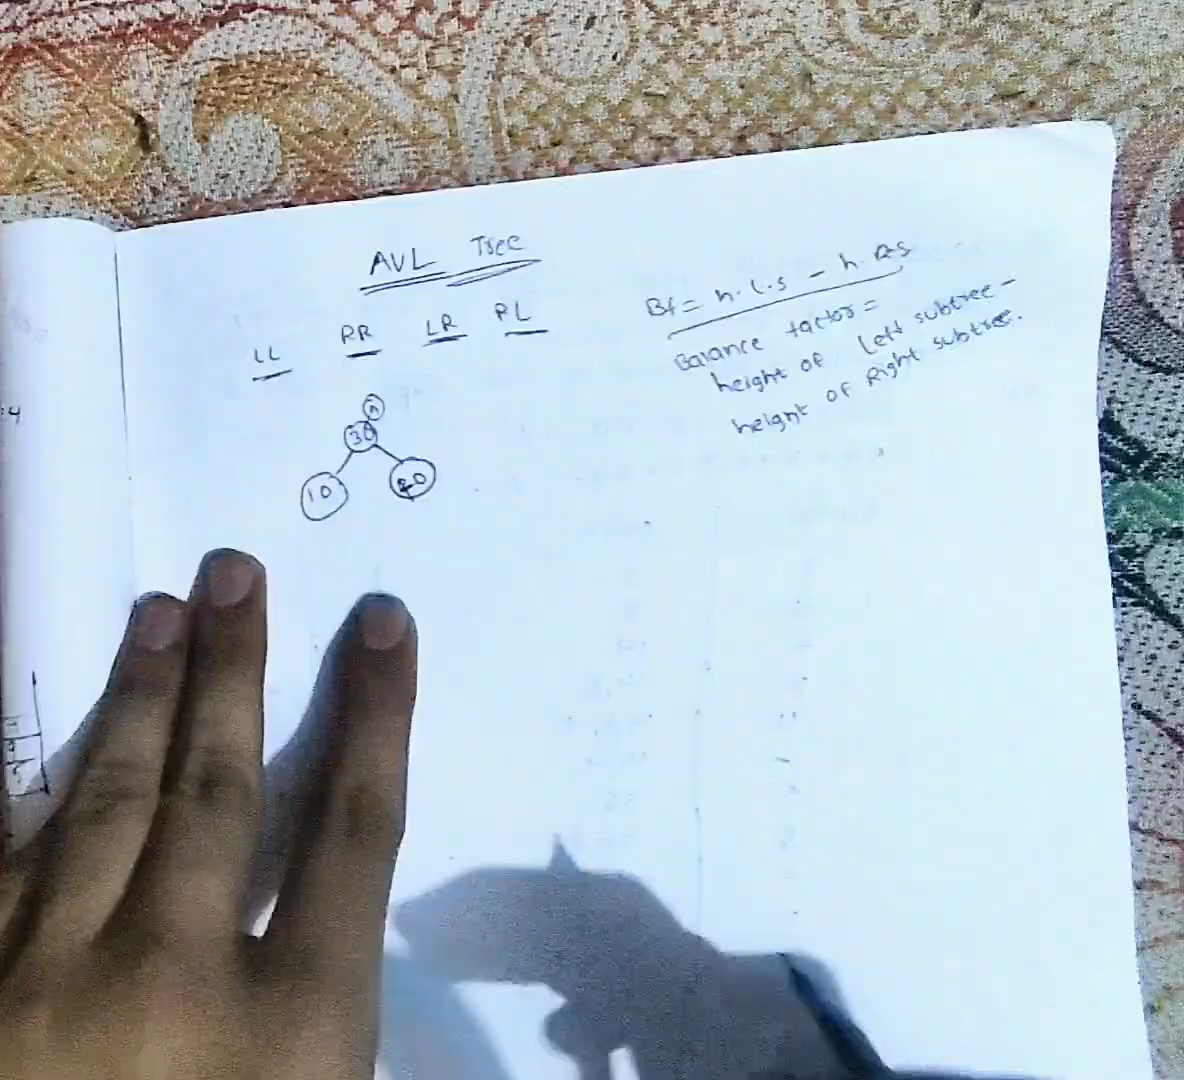 AVL Tree
LL RR LR RL
Bf = h.l.s - h.R.s
Balance factor =
height of Left subtree -
height of Right subtree.
30
10